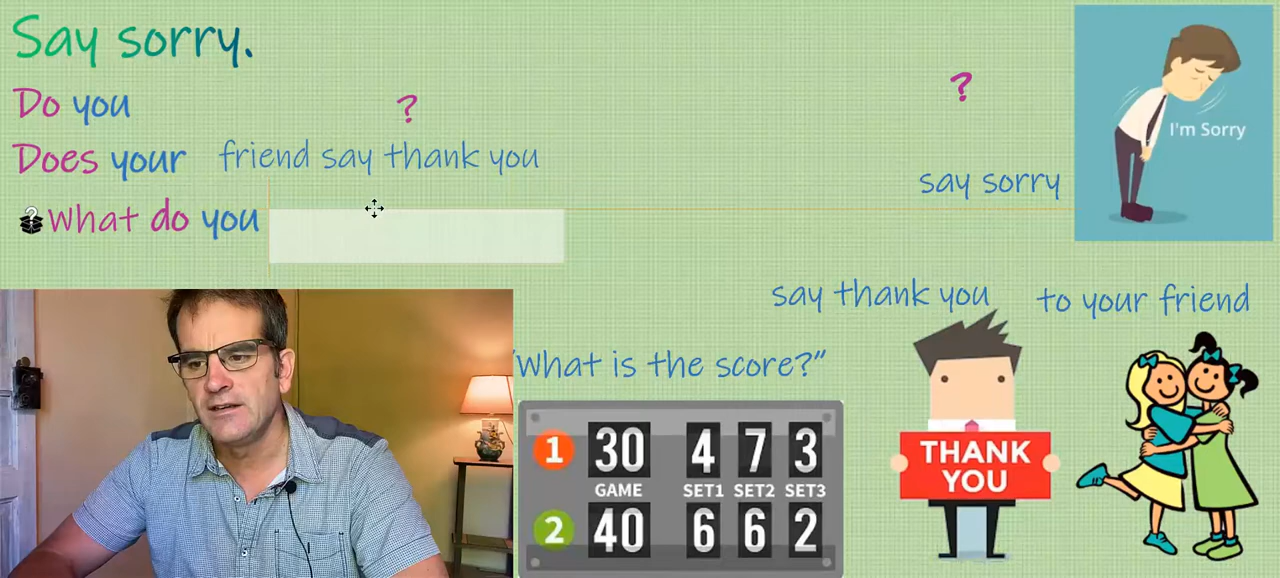 Say sorry.
Do you ?
?
Does your friend say thank you
What do you
I'm Sorry
say sorry
say thank you to your friend
"What is the score?"
1 30 4 7 3
GAME SET1 SET2 SET3
2 40 6 6 2
THANK
YOU